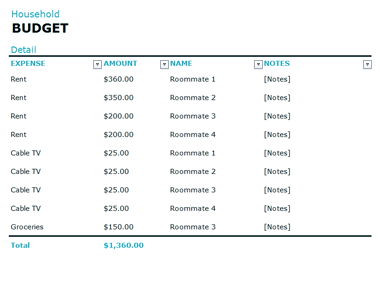 Household
BUDGET
Detail
EXPENSE AMOUNT NAME NOTES
Rent $360.00 Roommate 1 [Notes]
Rent $350.00 Roommate 2 [Notes]
Rent $200.00 Roommate 3 [Notes]
Rent $200.00 Roommate 4 [Notes]
Cable TV $25.00 Roommate 1 [Notes]
Cable TV $25.00 Roommate 2 [Notes]
Cable TV $25.00 Roommate 3 [Notes]
Cable TV $25.00 Roommate 4 [Notes]
Groceries $150.00 Roommate 3 [Notes]
Total $1,360.00